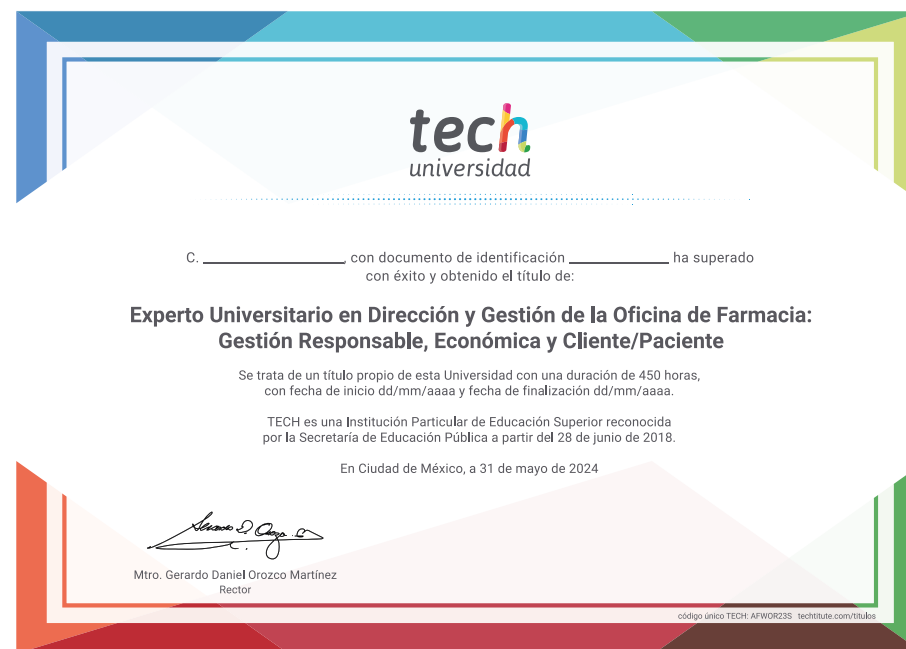 tech
universidad
C. ____________, con documento de identificación ____________ ha superado
con éxito y obtenido el título de:
Experto Universitario en Dirección y Gestión de la Oficina de Farmacia:
Gestión Responsable, Económica y Cliente/Paciente
Se trata de un título propio de esta Universidad con una duración de 450 horas,
con fecha de inicio dd/mm/aaaa y fecha de finalización dd/mm/aaaa.
TECH es una Institución Particular de Educación Superior reconocida
por la Secretaría de Educación Pública a partir del 28 de junio de 2018.
En Ciudad de México, a 31 de mayo de 2024
Mtro. Gerardo Daniel Orozco Martínez
Rector
código único TECH: AFWOR23S techtitute.com/titulos